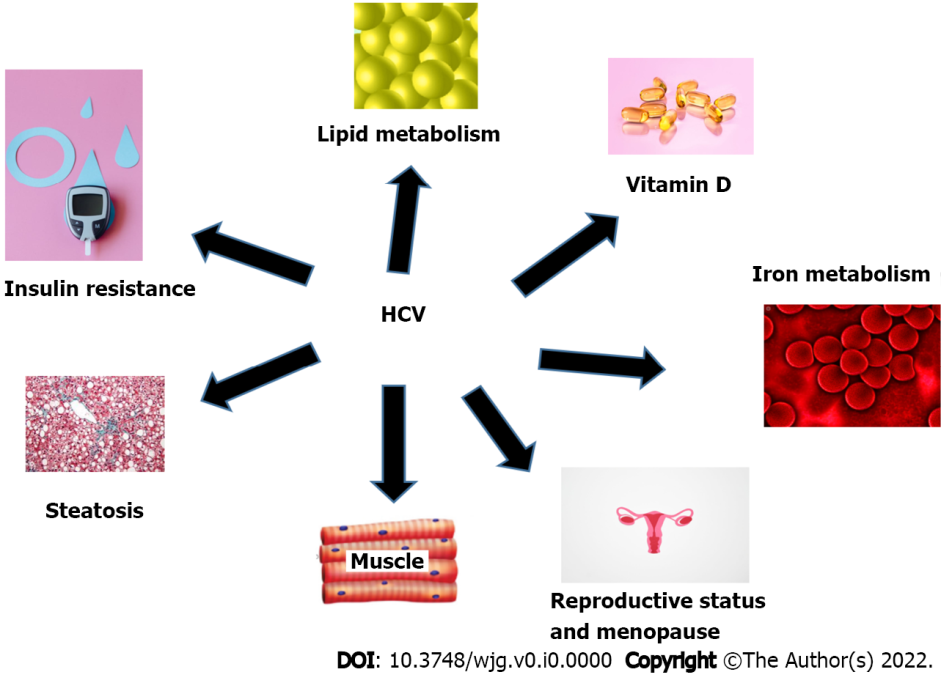 Lipid metabolism
Vitamin D
Insulin resistance
Iron metabolism
HCV
Steatosis
Muscle
Reproductive status
and menopause
DOI: 10.3748/wjg.v0.i0.0000 Copyright ©The Author(s) 2022.